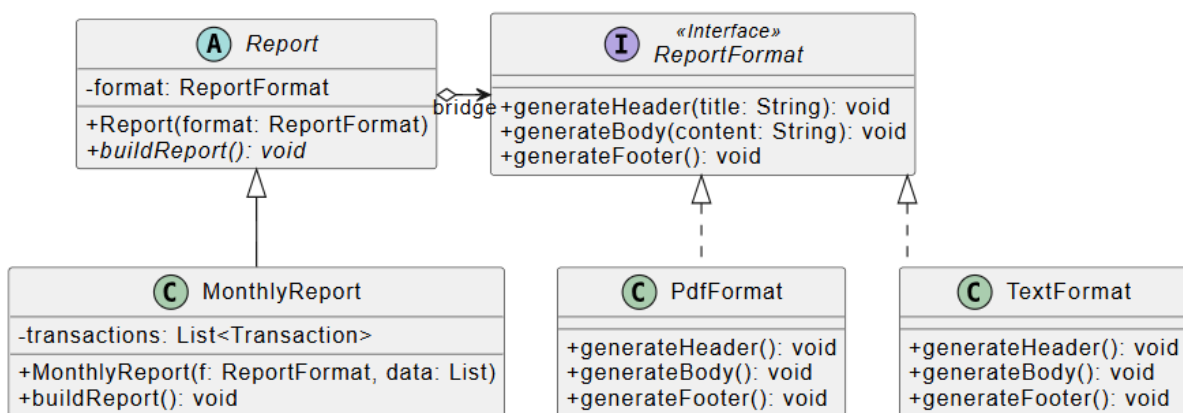 A Report
-format: ReportFormat
+Report(format: ReportFormat)
+buildReport(): void
bridge
I «Interface»
ReportFormat
+generateHeader(title: String): void
+generateBody(content: String): void
+generateFooter(): void
C MonthlyReport
-transactions: List<Transaction>
+MonthlyReport(f: ReportFormat, data: List)
+buildReport(): void
C PdfFormat
+generateHeader(): void
+generateBody(): void
+generateFooter(): void
C TextFormat
+generateHeader(): void
+generateBody(): void
+generateFooter(): void